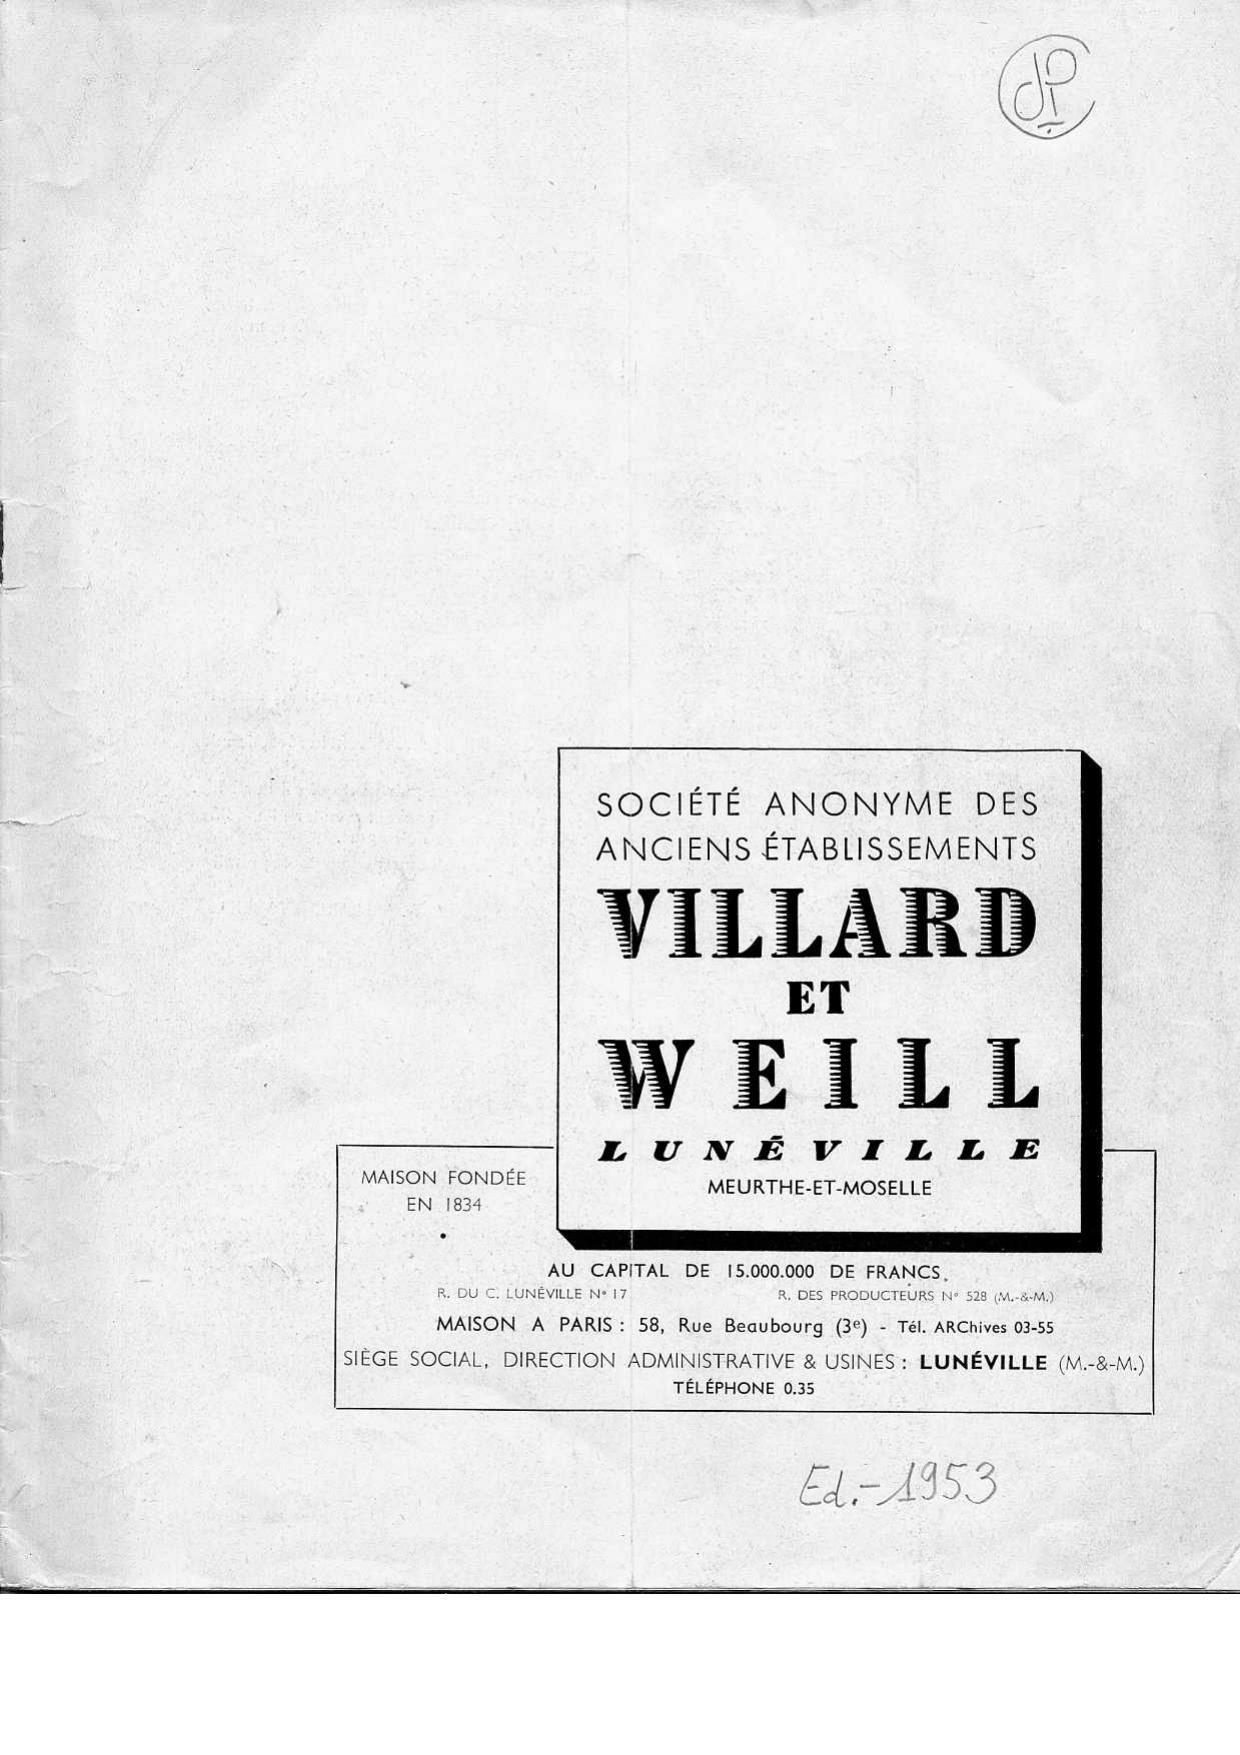 SOCIÉTÉ ANONYME DES
ANCIENS ÉTABLISSEMENTS
VILLARD
ET
WEILL
LUNÉVILLE
MEURTHE-ET-MOSELLE
MAISON FONDÉE
EN 1834
AU CAPITAL DE 15.000.000 DE FRANCS.
R. DU C. LUNÉVILLE N° 17 R. DES PRODUCTEURS N° 528 (M.-&-M.)
MAISON A PARIS : 58, Rue Beaubourg (3e) - Tél. ARChives 03-55
SIÈGE SOCIAL, DIRECTION ADMINISTRATIVE & USINES : LUNÉVILLE (M.-&-M.)
TÉLÉPHONE 0.35
Ed.-1953